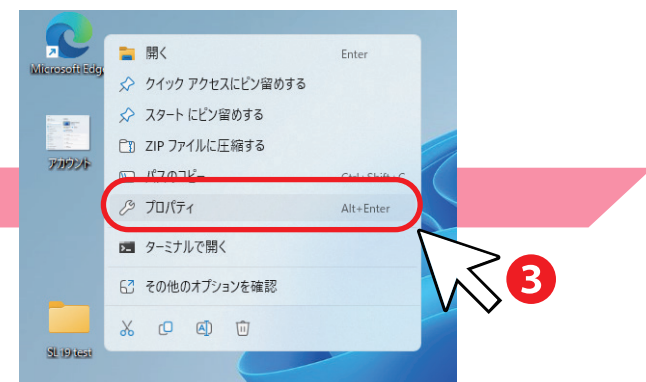 Microsoft Edg
アカウント
SL 19 test
開く Enter
クイック アクセスにピン留めする
スタート にピン留めする
ZIP ファイルに圧縮する
パスのコピー Ctrl+Shift+C
プロパティ Alt+Enter
ターミナルで開く
その他のオプションを確認
3